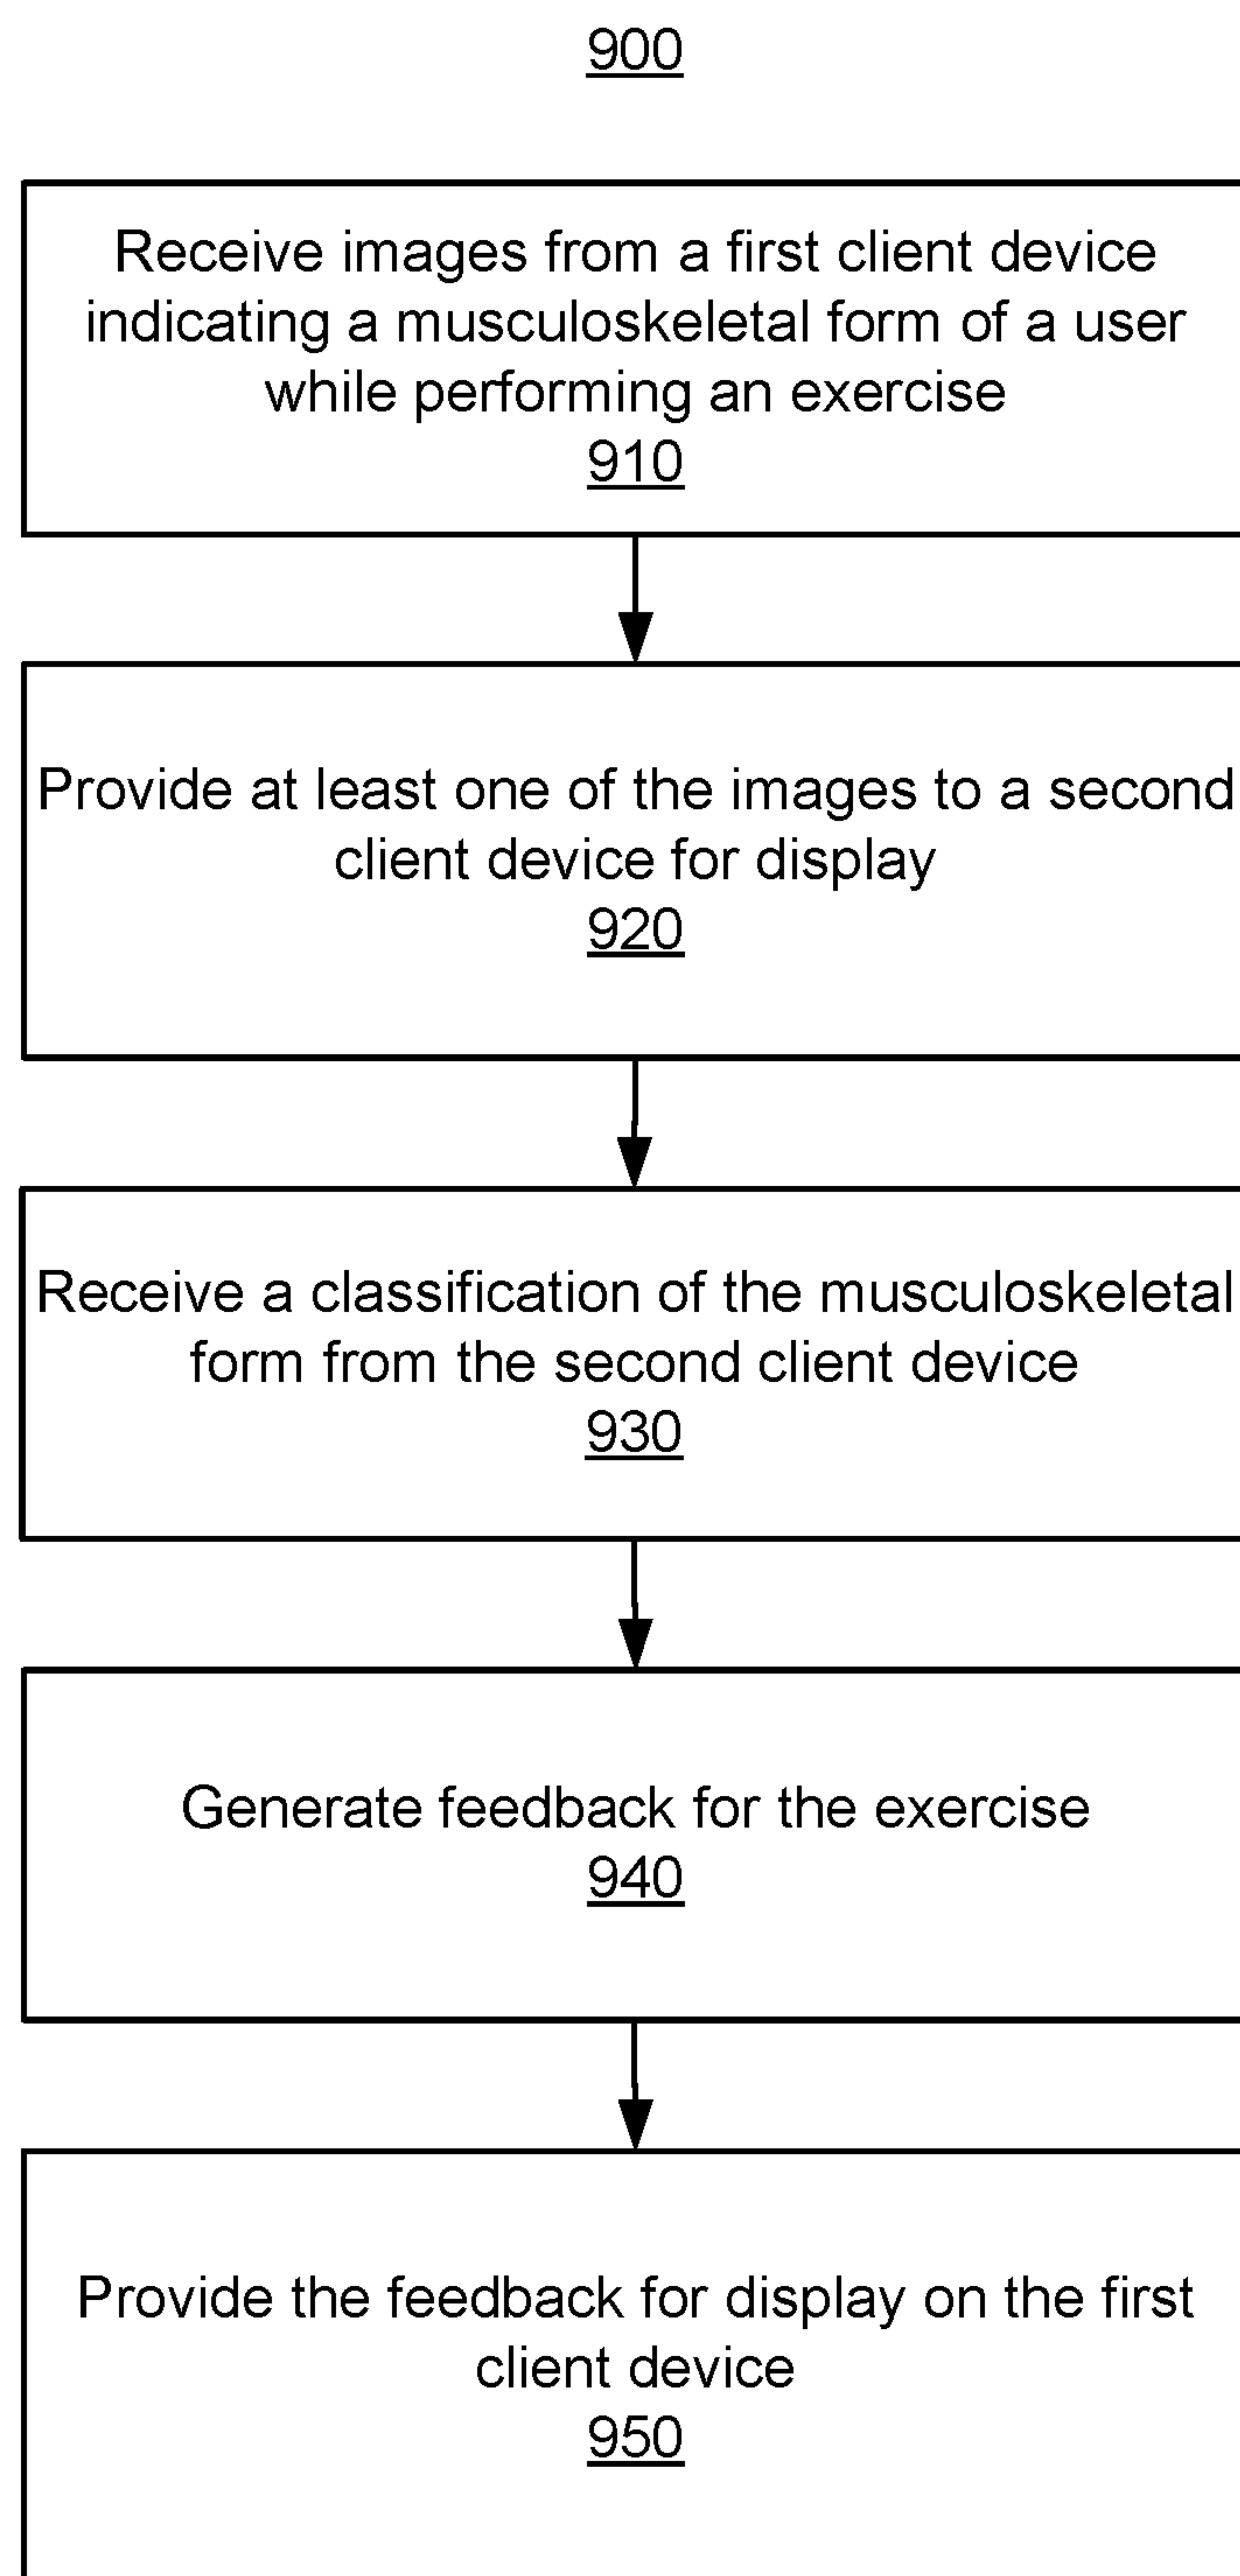 900
Receive images from a first client device
indicating a musculoskeletal form of a user
while performing an exercise
910
Provide at least one of the images to a second
client device for display
920
Receive a classification of the musculoskeletal
form from the second client device
930
Generate feedback for the exercise
940
Provide the feedback for display on the first
client device
950